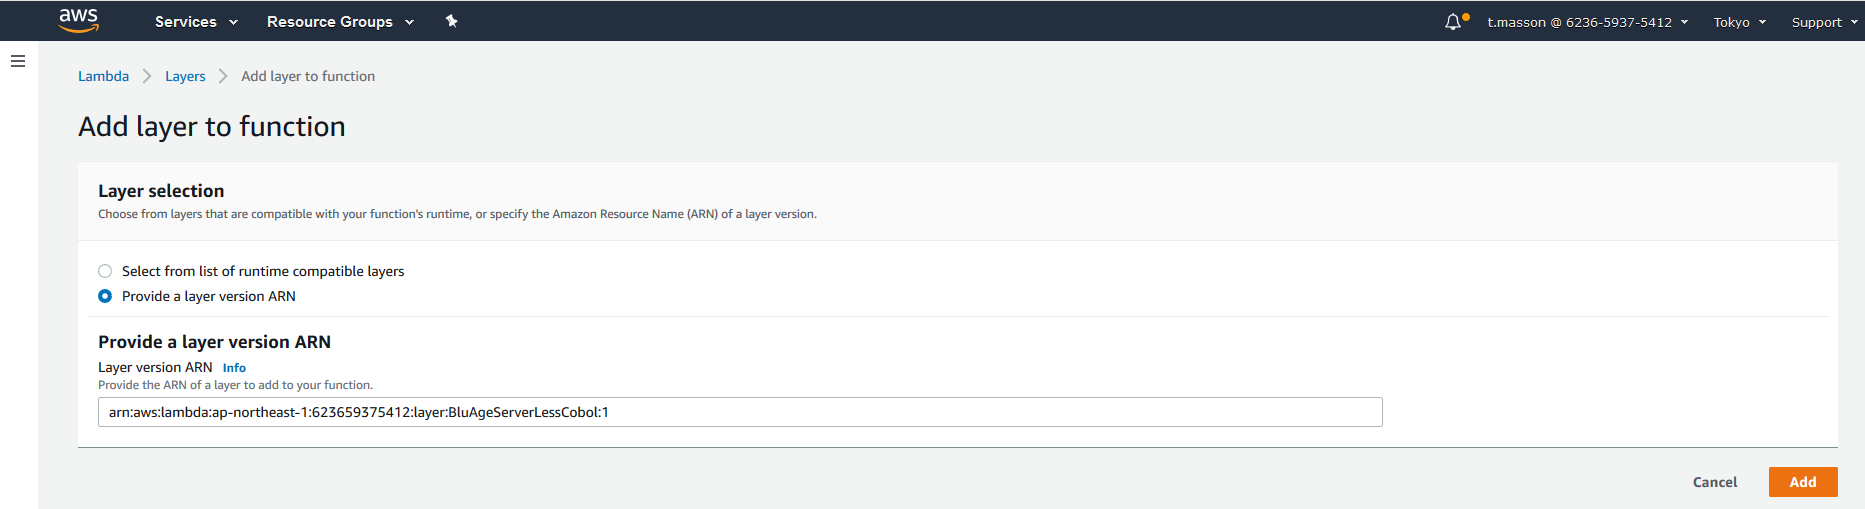 aws Services Resource Groups t.masson @ 6236-5937-5412 Tokyo Support
Lambda Layers Add layer to function
Add layer to function
Layer selection
Choose from layers that are compatible with your function's runtime, or specify the Amazon Resource Name (ARN) of a layer version.
Select from list of runtime compatible layers
Provide a layer version ARN
Provide a layer version ARN
Layer version ARN Info
Provide the ARN of a layer to add to your function.
arn:aws:lambda:ap-northeast-1:623659375412:layer:BluAgeServerLessCobol:1
Cancel Add